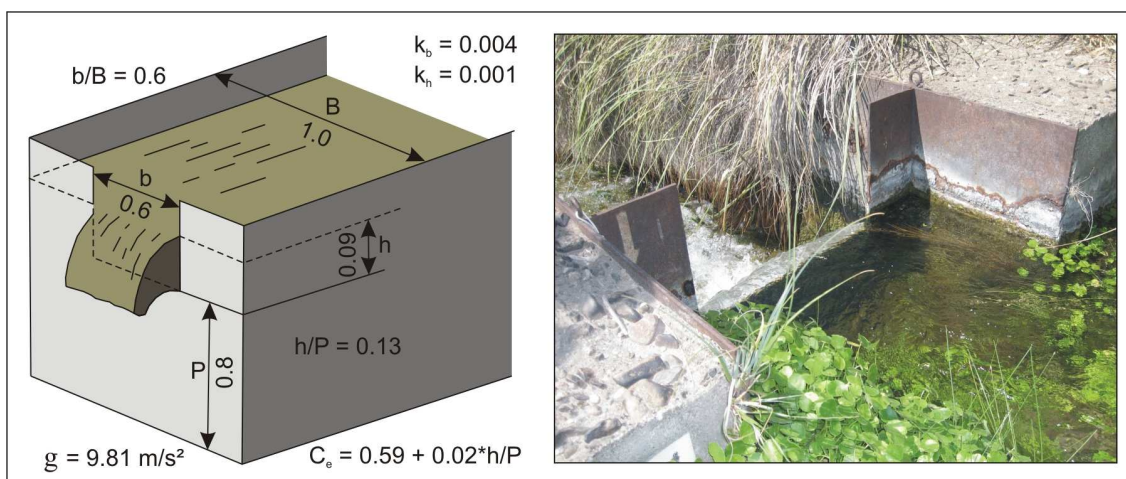 b/B = 0.6
k_b = 0.004
k_h = 0.001
B
1.0
b
0.6
0.09
h
h/P = 0.13
P
0.8
g = 9.81 m/s²
C_e = 0.59 + 0.02*h/P